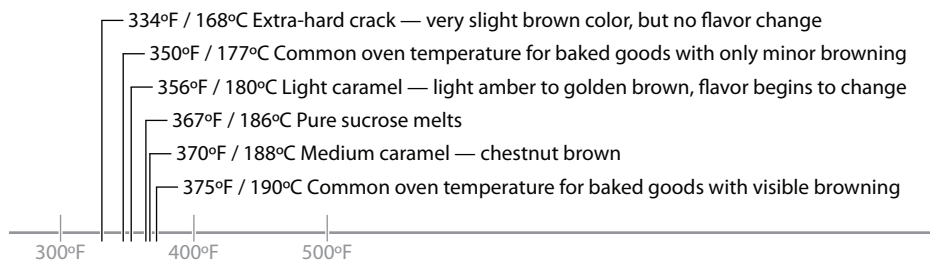 334ºF / 168ºC Extra-hard crack — very slight brown color, but no flavor change
350ºF / 177ºC Common oven temperature for baked goods with only minor browning
356ºF / 180ºC Light caramel — light amber to golden brown, flavor begins to change
367ºF / 186ºC Pure sucrose melts
370ºF / 188ºC Medium caramel — chestnut brown
375ºF / 190ºC Common oven temperature for baked goods with visible browning
300ºF 400ºF 500ºF